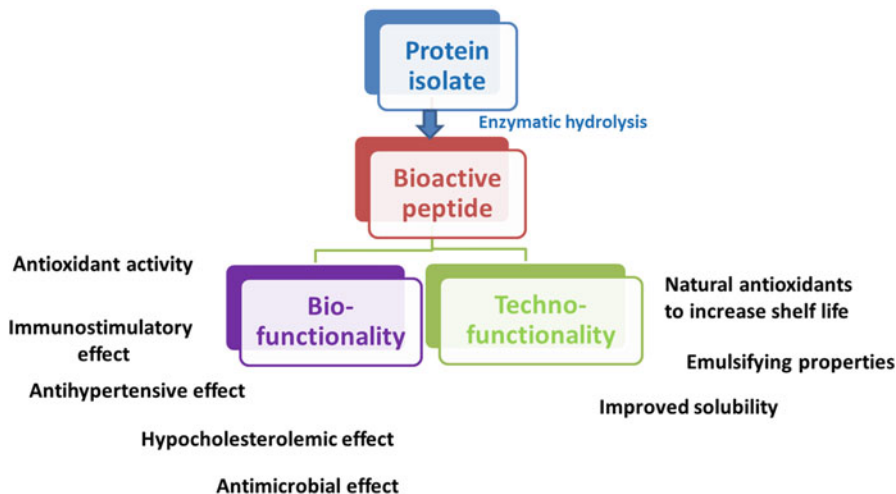 Protein
isolate
Enzymatic hydrolysis
Bioactive
peptide
Antioxidant activity
Immunostimulatory
effect
Antihypertensive effect
Hypocholesterolemic effect
Antimicrobial effect
Bio-
functionality
Techno-
functionality
Natural antioxidants
to increase shelf life
Emulsifying properties
Improved solubility